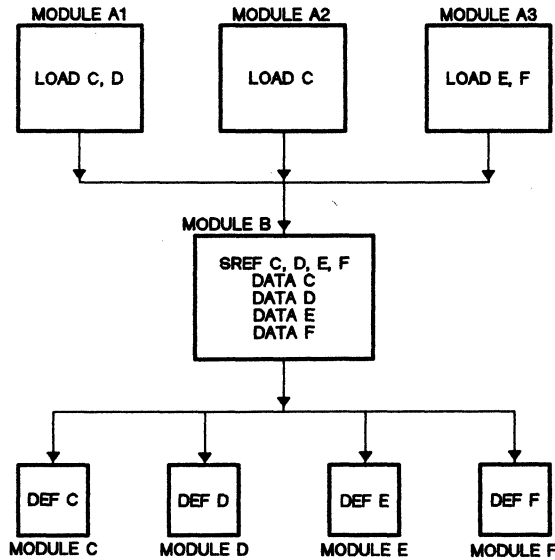 MODULE A1
MODULE A2
MODULE A3
LOAD C, D
LOAD C
LOAD E, F
MODULE B
SREF C, D, E, F
DATA C
DATA D
DATA E
DATA F
DEF C
DEF D
DEF E
DEF F
MODULE C
MODULE D
MODULE E
MODULE F